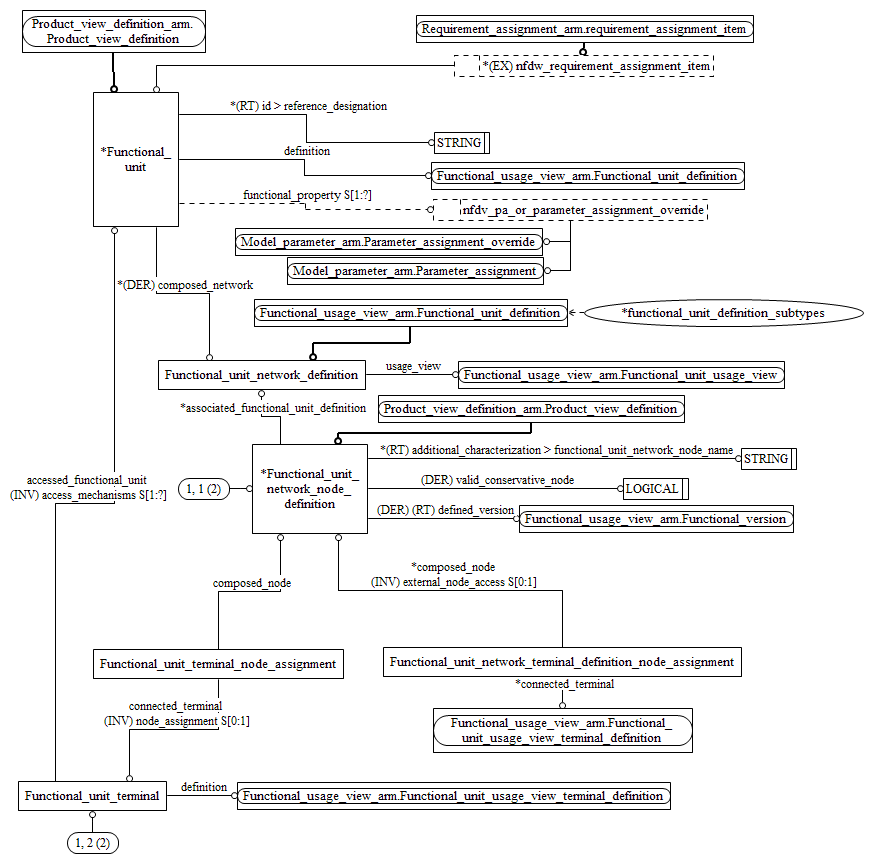 Product_view_definition_arm.
Product_view_definition
Requirement_assignment_arm.requirement_assignment_item
*(EX) nfdw_requirement_assignment_item
*(RT) id > reference_designation
STRING
*Functional_
unit
definition
Functional_usage_view_arm.Functional_unit_definition
functional_property S[1:?]
nfdv_pa_or_parameter_assignment_override
Model_parameter_arm.Parameter_assignment_override
Model_parameter_arm.Parameter_assignment
*(DER) composed_network
Functional_usage_view_arm.Functional_unit_definition
*functional_unit_definition_subtypes
Functional_unit_network_definition
usage_view
Functional_usage_view_arm.Functional_unit_usage_view
*associated_functional_unit_definition
Product_view_definition_arm.Product_view_definition
*(RT) additional_characterization > functional_unit_network_node_name
STRING
*Functional_unit_
network_node_
definition
accessed_functional_unit
(INV) access_mechanisms S[1:?]
1, 1 (2)
(DER) valid_conservative_node
LOGICAL
(DER) (RT) defined_version
Functional_usage_view_arm.Functional_version
composed_node
*composed_node
(INV) external_node_access S[0:1]
Functional_unit_terminal_node_assignment
Functional_unit_network_terminal_definition_node_assignment
connected_terminal
(INV) node_assignment S[0:1]
*connected_terminal
Functional_usage_view_arm.Functional_
unit_usage_view_terminal_definition
Functional_unit_terminal
definition
Functional_usage_view_arm.Functional_unit_usage_view_terminal_definition
1, 2 (2)